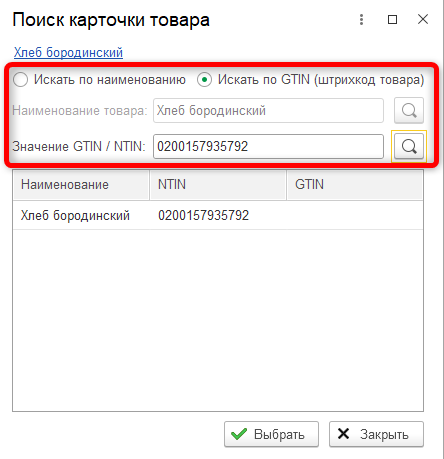 Поиск карточки товара
Хлеб бородинский
Искать по наименованию Искать по GTIN (штрихкод товара)
Наименование товара: Хлеб бородинский
Значение GTIN / NTIN: 0200157935792
Наименование NTIN GTIN
Хлеб бородинский 0200157935792
Выбрать Закрыть